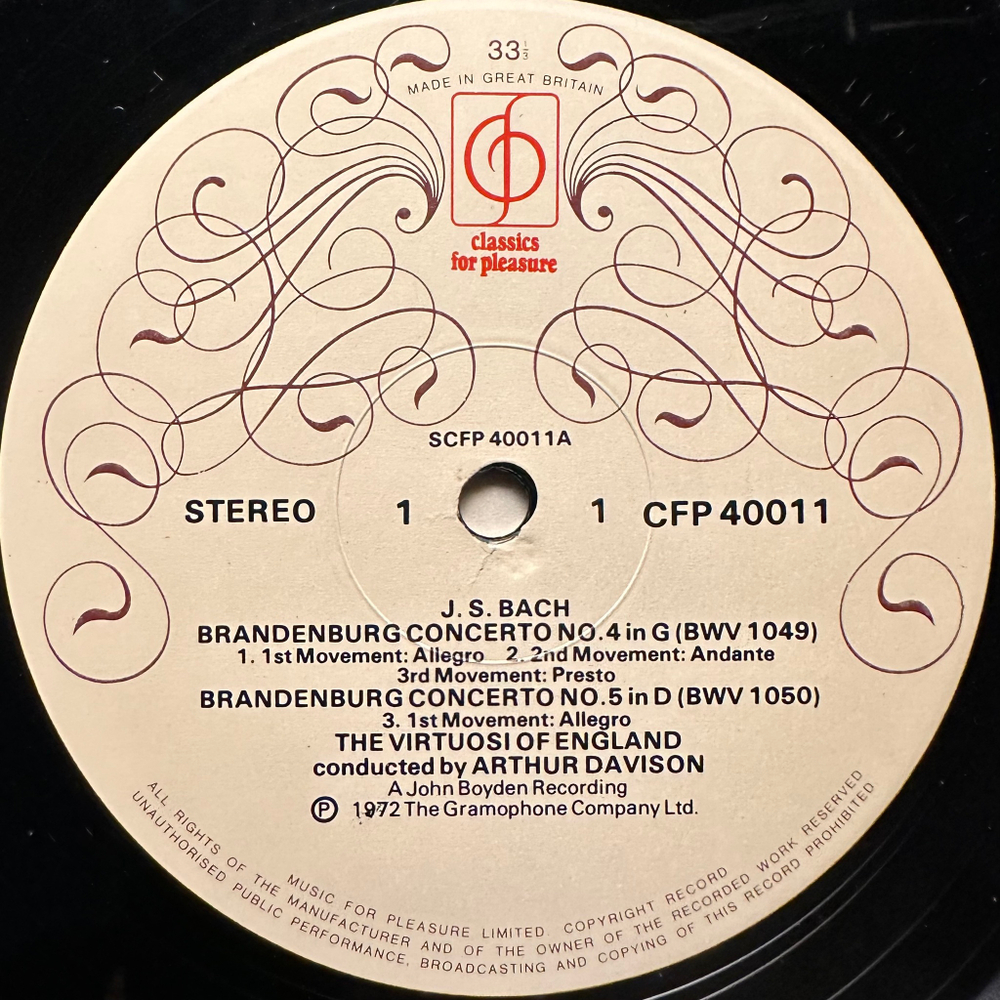 33⅓
MADE IN GREAT BRITAIN
classics
for pleasure
SCFP 40011A
STEREO 1 1 CFP 40011
J. S. BACH
BRANDENBURG CONCERTO NO.4 in G (BWV 1049)
1. 1st Movement: Allegro 2. 2nd Movement: Andante
3rd Movement: Presto
BRANDENBURG CONCERTO NO.5 in D (BWV 1050)
3. 1st Movement: Allegro
THE VIRTUOSI OF ENGLAND
conducted by ARTHUR DAVISON
A John Boyden Recording
Ⓟ 1972 The Gramophone Company Ltd.
MUSIC FOR PLEASURE LIMITED. COPYRIGHT RECORD
ALL RIGHTS OF THE MANUFACTURER AND OF THE OWNER OF THE RECORDED WORK RESERVED
UNAUTHORISED PUBLIC PERFORMANCE, BROADCASTING AND COPYING OF THIS RECORD PROHIBITED